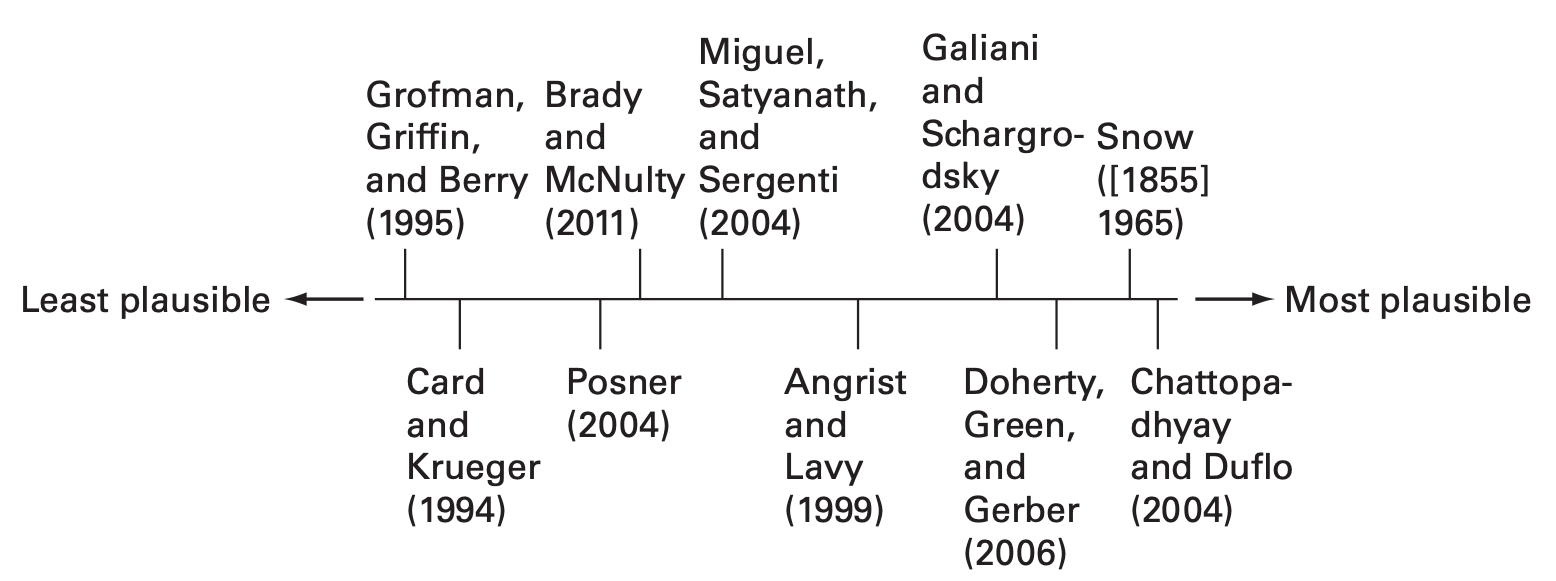 Grofman,
Griffin,
and Berry
(1995)
Brady
and
McNulty
(2011)
Miguel,
Satyanath,
and
Sergenti
(2004)
Galiani
and
Schargro-
dsky
(2004)
Snow
([1855]
1965)
Least plausible
Most plausible
Card
and
Krueger
(1994)
Posner
(2004)
Angrist
and
Lavy
(1999)
Doherty,
Green,
and
Gerber
(2006)
Chattopa-
dhyay
and Duflo
(2004)